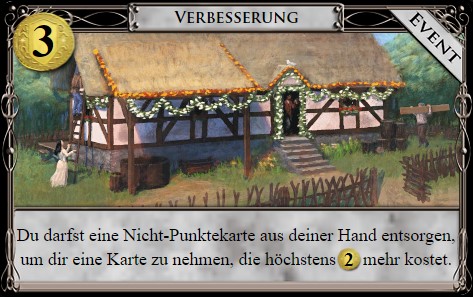 3
VERBESSERUNG
EVENT
Du darfst eine Nicht-Punktekarte aus deiner Hand entsorgen,
um dir eine Karte zu nehmen, die höchstens 2 mehr kostet.